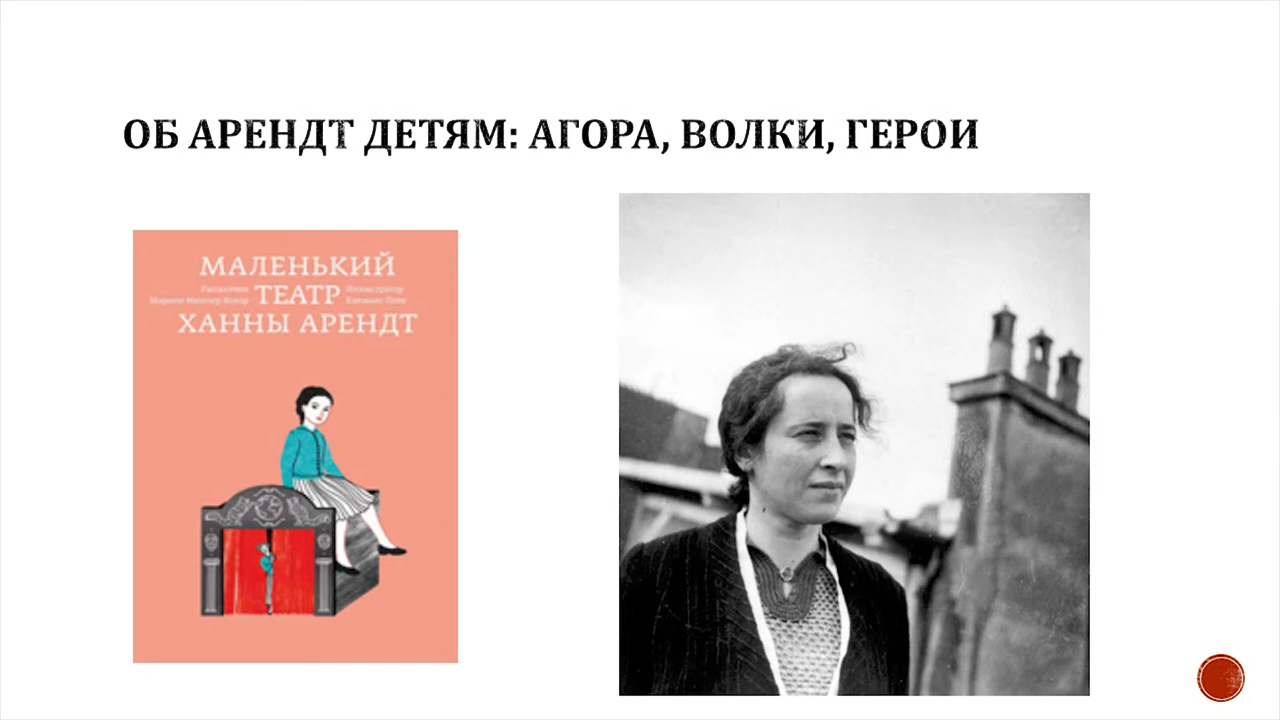 ОБ АРЕНДТ ДЕТЯМ: АГОРА, ВОЛКИ, ГЕРОИ
МАЛЕНЬКИЙ
ТЕАТР
ХАННЫ АРЕНДТ